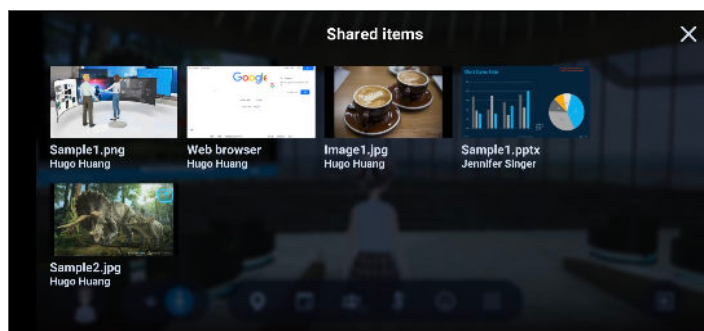 Shared items
Sample1.png
Hugo Huang
Google
Web browser
Hugo Huang
Image1.jpg
Hugo Huang
Sample1.pptx
Jennifer Singer
Sample2.jpg
Hugo Huang